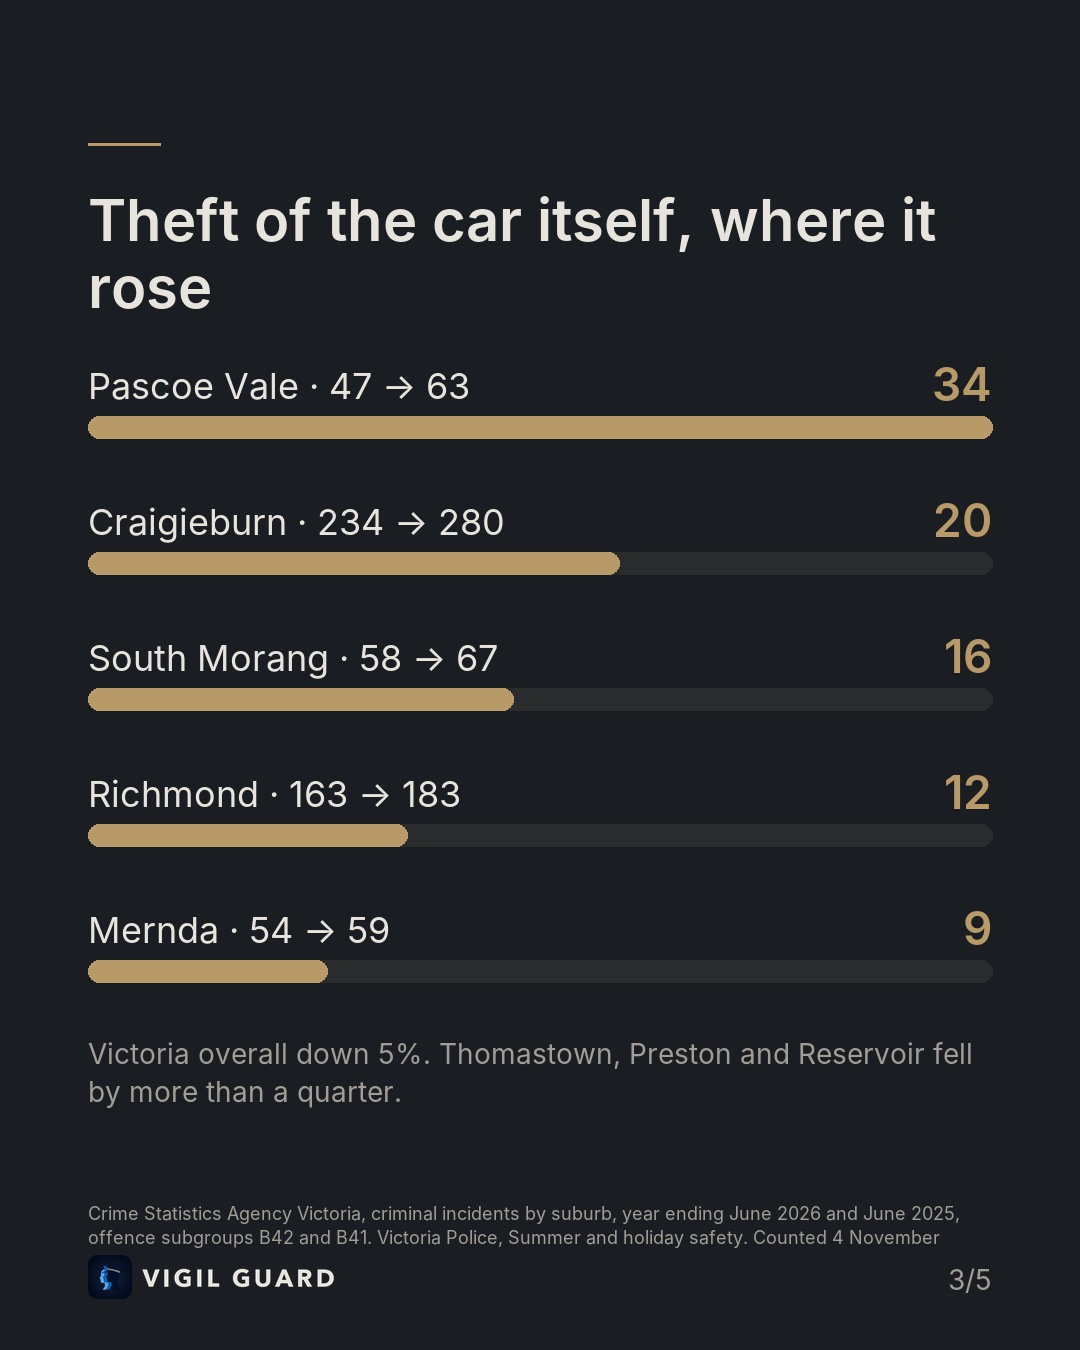 Theft of the car itself, where it
rose
Pascoe Vale · 47 → 63
34
Craigieburn · 234 → 280
20
South Morang · 58 → 67
16
Richmond · 163 → 183
12
Mernda · 54 → 59
9
Victoria overall down 5%. Thomastown, Preston and Reservoir fell
by more than a quarter.
Crime Statistics Agency Victoria, criminal incidents by suburb, year ending June 2026 and June 2025,
offence subgroups B42 and B41. Victoria Police, Summer and holiday safety. Counted 4 November
VIGIL GUARD
3/5